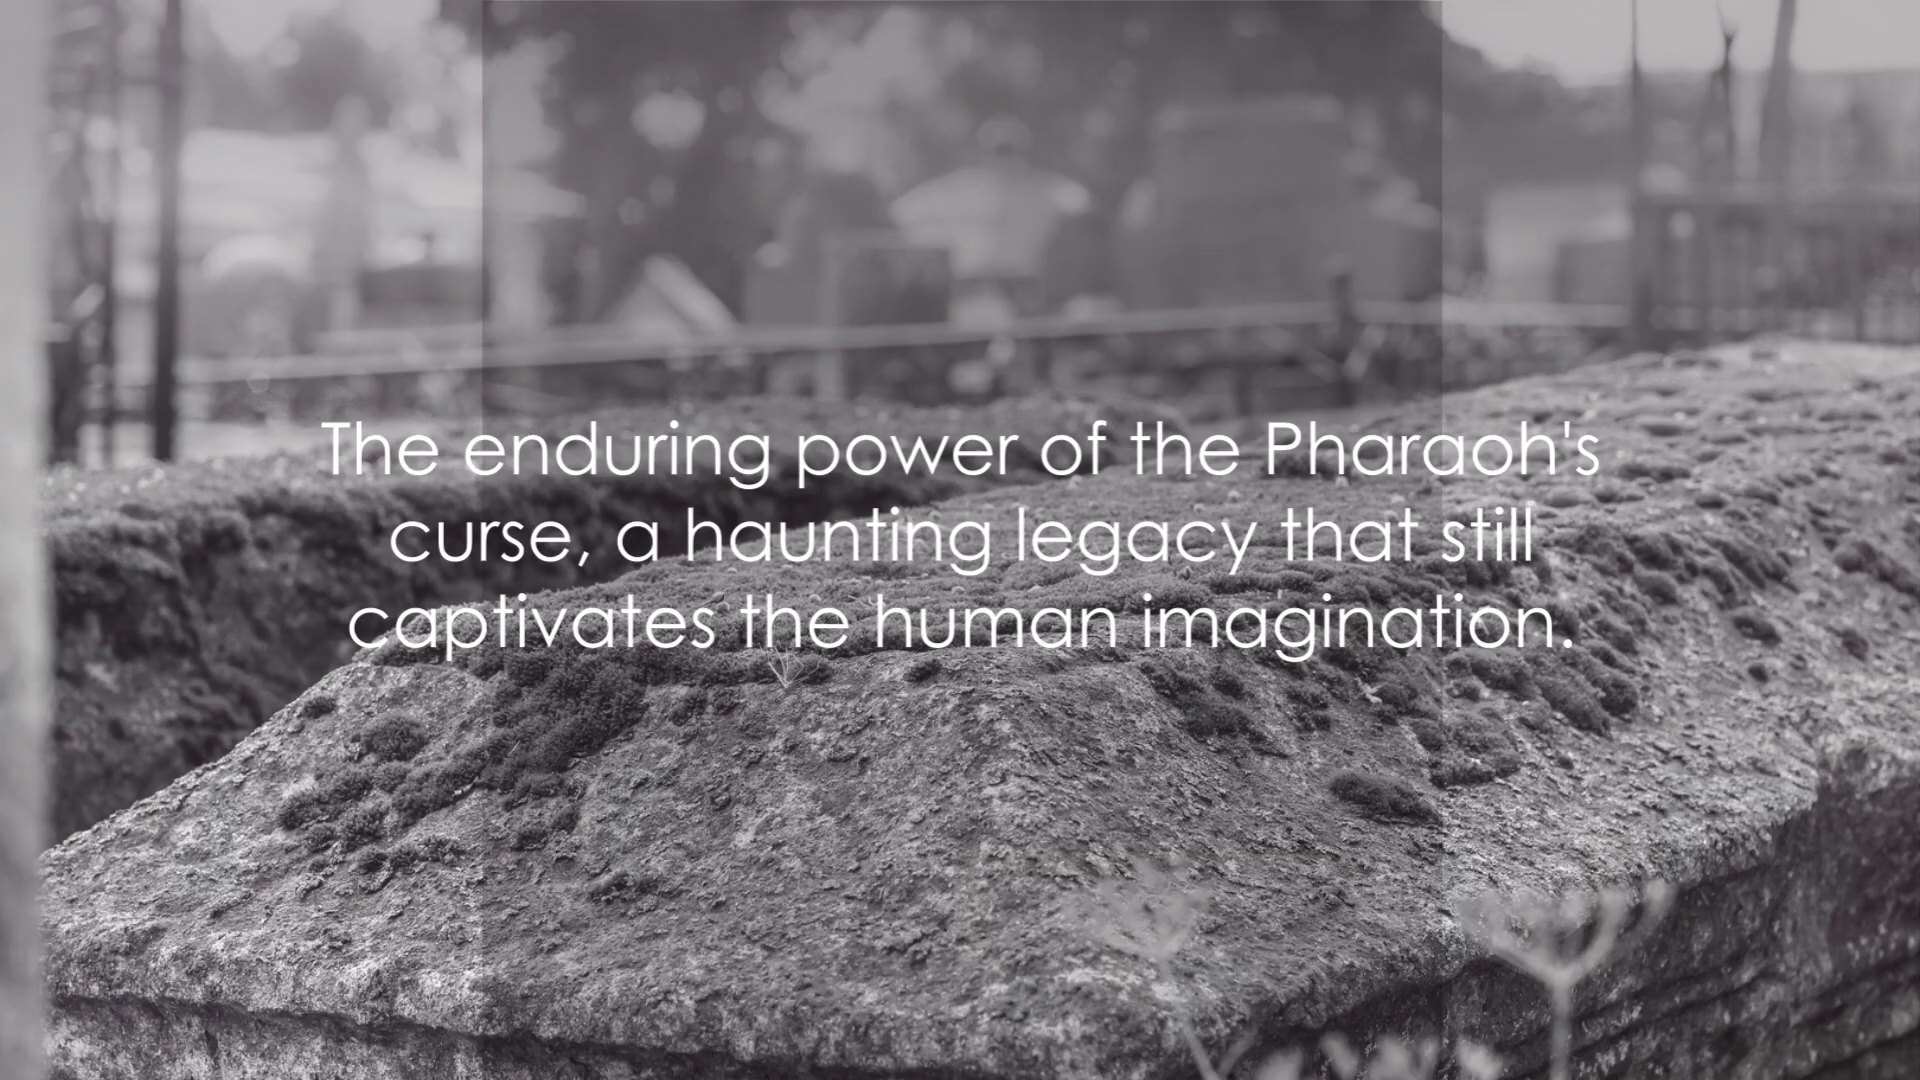 The enduring power of the Pharaoh's
curse, a haunting legacy that still
captivates the human imagination.